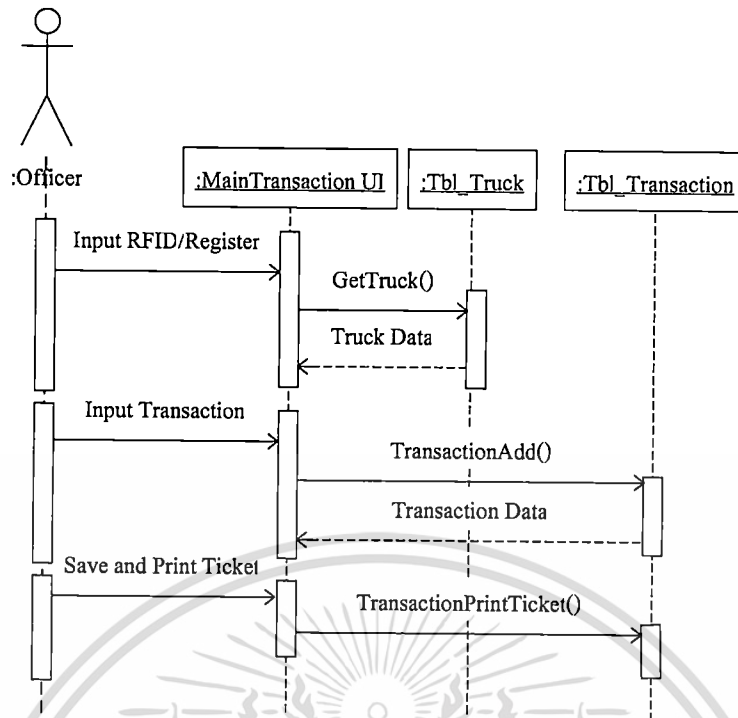 :Officer
:MainTransaction UI
:Tbl_Truck
:Tbl_Transaction
Input RFID/Register
GetTruck()
Truck Data
Input Transaction
TransactionAdd()
Transaction Data
Save and Print Ticket
TransactionPrintTicket()